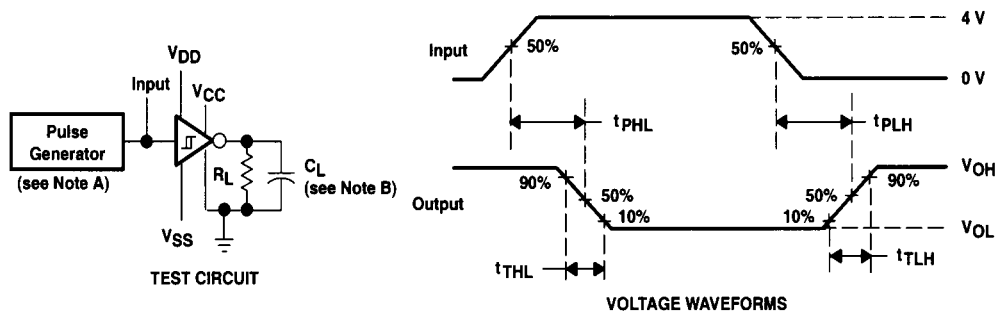 VDD
Input
VCC
Pulse
Generator
(see Note A)
RL
CL
(see Note B)
VSS
TEST CIRCUIT
Input
50%
50%
4 V
0 V
tPHL
tPLH
Output
90%
50%
10%
10%
50%
90%
VOH
VOL
tTHL
tTLH
VOLTAGE WAVEFORMS